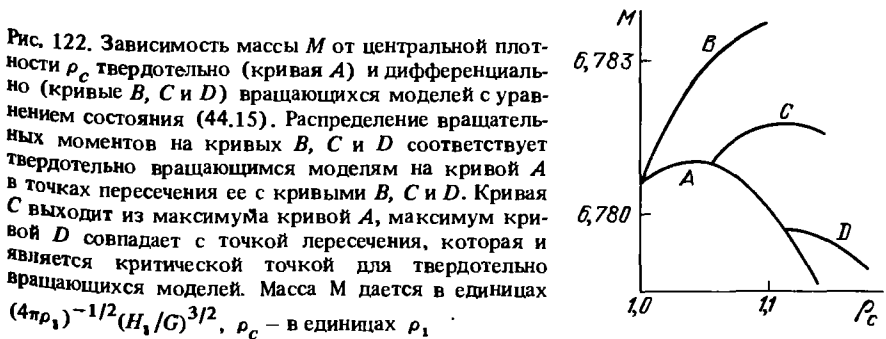 Рис. 122. Зависимость массы M от центральной плот-
ности ρ_c твердотельно (кривая A) и дифференциаль-
но (кривые B, C и D) вращающихся моделей с урав-
нением состояния (44.15). Распределение вращатель-
ных моментов на кривых B, C и D соответствует
твердотельно вращающимся моделям на кривой A
в точках пересечения ее с кривыми B, C и D. Кривая
C выходит из максимума кривой A, максимум кри-
вой D совпадает с точкой лересечения, которая и
является критической точкой для твердотельно
вращающихся моделей. Масса M дается в единицах
(4πρ₁)^{-1/2}(H₁/G)^{3/2}, ρ_c – в единицах ρ₁
M
6,783
6,780
B
C
A
D
1,0
1,1
ρ_c